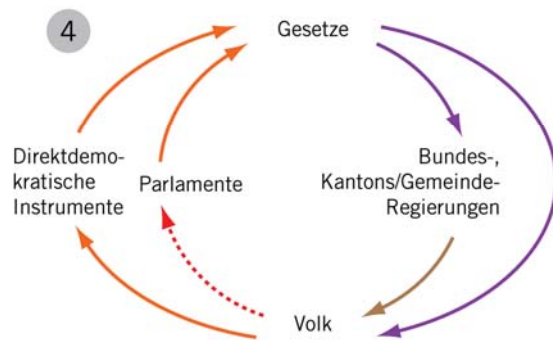 4
Gesetze
Direktdemo-
kratische
Instrumente
Parlamente
Bundes-,
Kantons/Gemeinde-
Regierungen
Volk